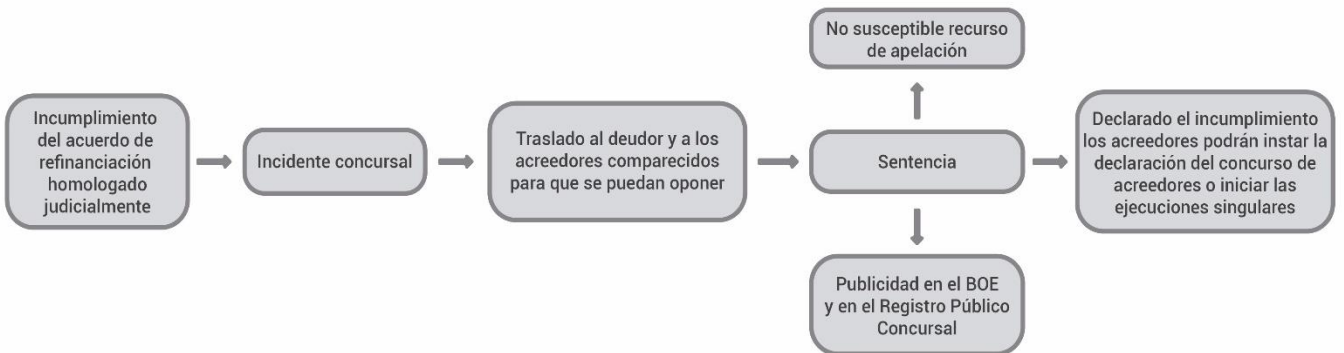 Incumplimiento
del acuerdo de
refinanciación
homologado
judicialmente
Incidente concursal
Traslado al deudor y a los
acreedores comparecidos
para que se puedan oponer
No susceptible recurso
de apelación
Sentencia
Publicidad en el BOE
y en el Registro Público
Concursal
Declarado el incumplimiento
los acreedores podrán instar la
declaración del concurso de
acreedores o iniciar las
ejecuciones singulares